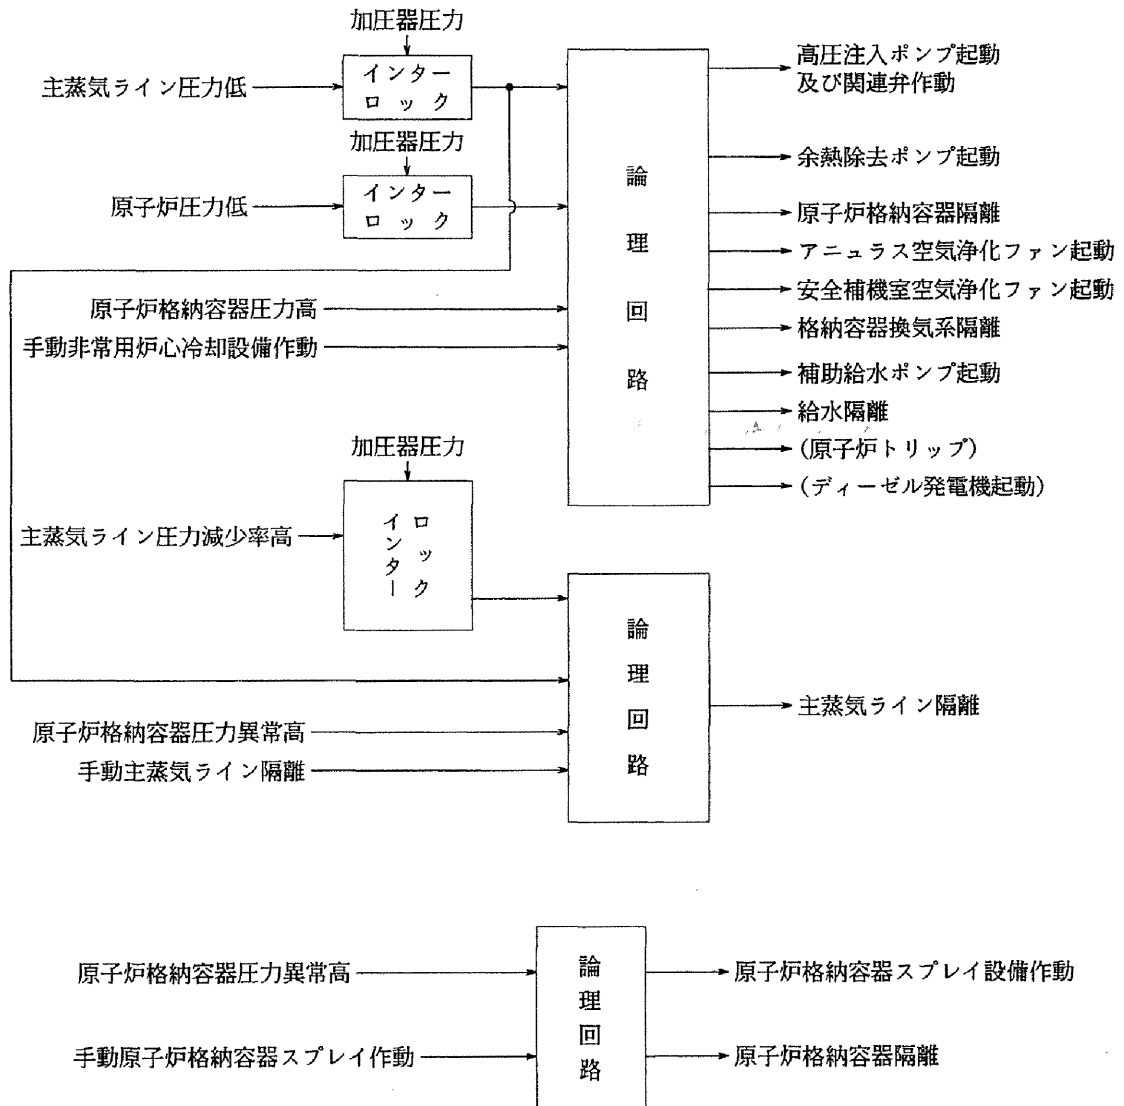 加圧器圧力
主蒸気ライン圧力低
インター
ロック
加圧器圧力
原子炉圧力低
インター
ロック
原子炉格納容器圧力高
手動非常用炉心冷却設備作動
論理回路
高圧注入ポンプ起動
及び関連弁作動
余熱除去ポンプ起動
原子炉格納容器隔離
アニュラス空気浄化ファン起動
安全補機室空気浄化ファン起動
格納容器換気系隔離
補助給水ポンプ起動
給水隔離
(原子炉トリップ)
(ディーゼル発電機起動)
加圧器圧力
主蒸気ライン圧力減少率高
インター
ロック
原子炉格納容器圧力異常高
手動主蒸気ライン隔離
論理回路
主蒸気ライン隔離
原子炉格納容器圧力異常高
手動原子炉格納容器スプレイ作動
論理回路
原子炉格納容器スプレイ設備作動
原子炉格納容器隔離